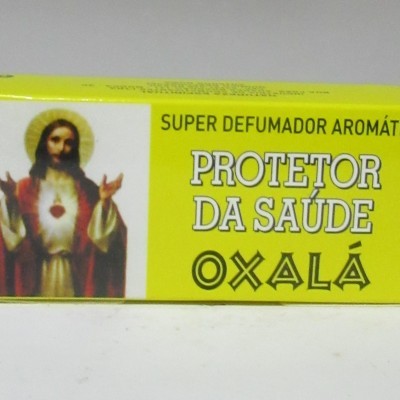 SUPER DEFUMADOR AROMÁT
PROTETOR
DA SAÚDE
OXALÁ